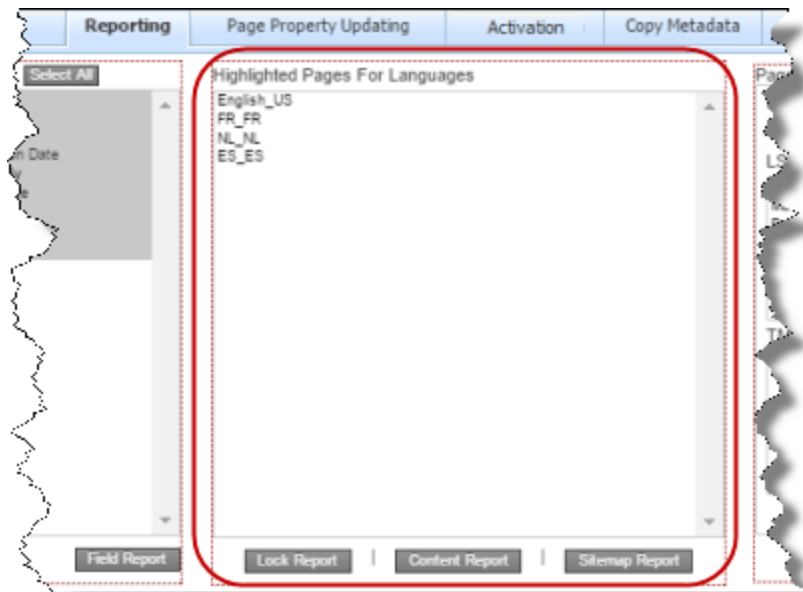 Reporting
Page Property Updating
Activation
Copy Metadata
Select All
n Date
Highlighted Pages For Languages
English_US
FR_FR
NL_NL
ES_ES
Field Report
Lock Report | Content Report | Sitemap Report